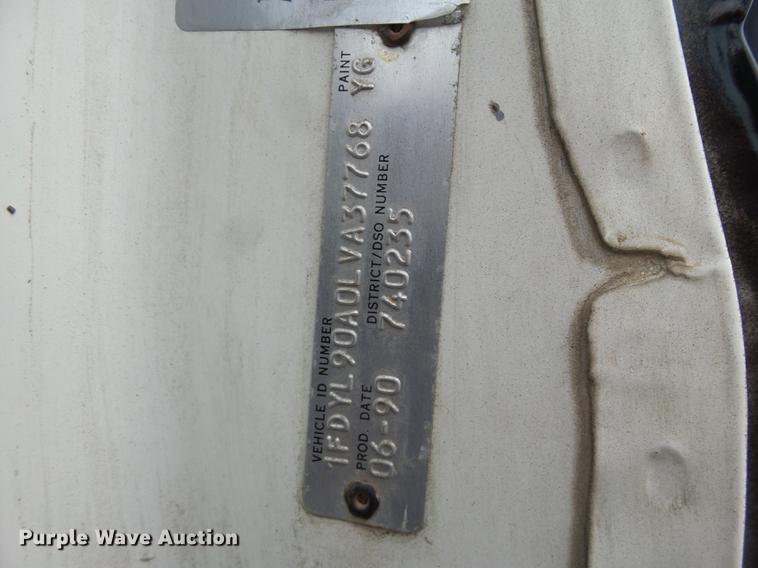 VEHICLE ID NUMBER PAINT
1FDYL90A0LVA37768 YG
PROD. DATE DISTRICT/DSO NUMBER
06-90 740235
Purple Wave Auction